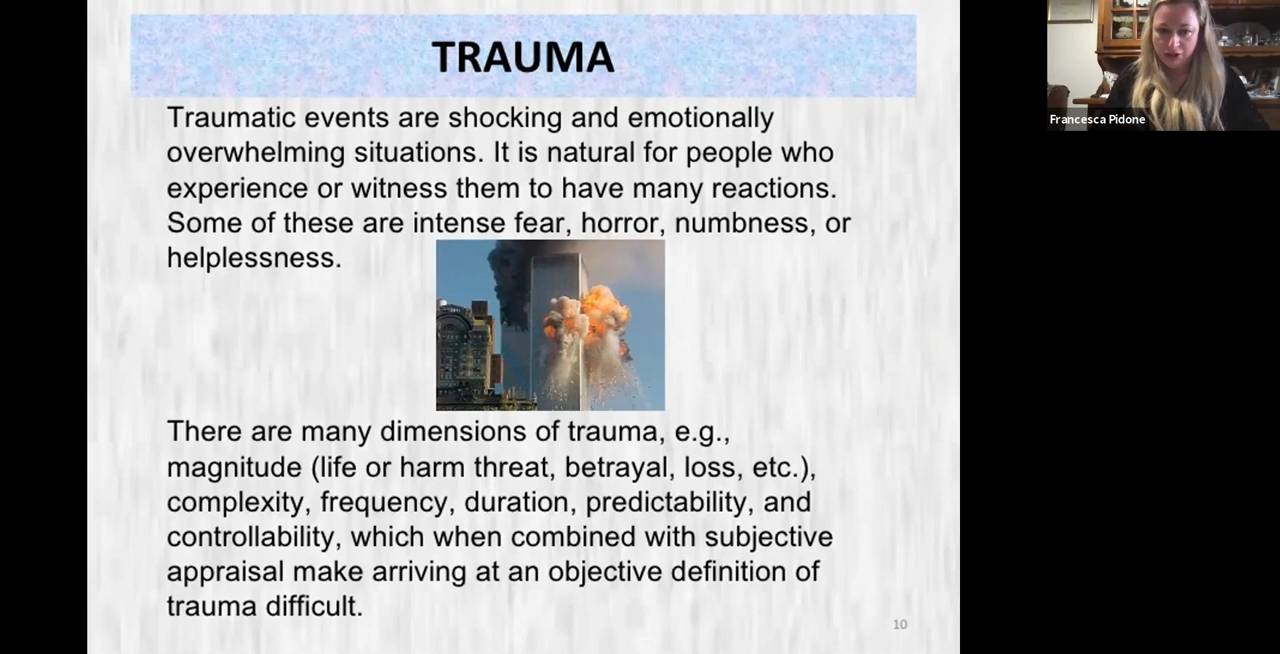 TRAUMA
Traumatic events are shocking and emotionally
overwhelming situations. It is natural for people who
experience or witness them to have many reactions.
Some of these are intense fear, horror, numbness, or
helplessness.
There are many dimensions of trauma, e.g.,
magnitude (life or harm threat, betrayal, loss, etc.),
complexity, frequency, duration, predictability, and
controllability, which when combined with subjective
appraisal make arriving at an objective definition of
trauma difficult.
10
Francesca Pidone